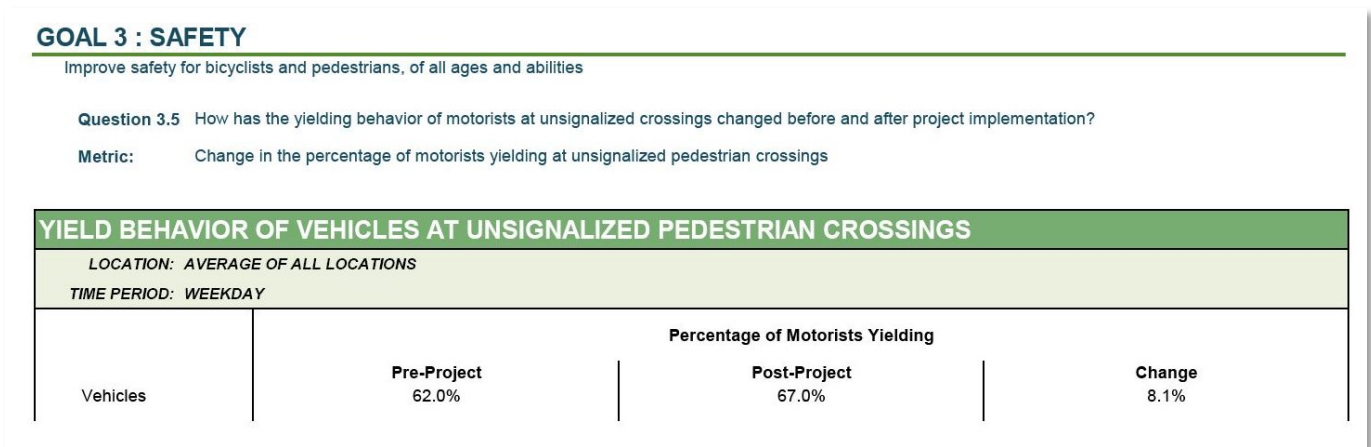 GOAL 3 : SAFETY
Improve safety for bicyclists and pedestrians, of all ages and abilities
Question 3.5 How has the yielding behavior of motorists at unsignalized crossings changed before and after project implementation?
Metric: Change in the percentage of motorists yielding at unsignalized pedestrian crossings
YIELD BEHAVIOR OF VEHICLES AT UNSIGNALIZED PEDESTRIAN CROSSINGS
LOCATION: AVERAGE OF ALL LOCATIONS
TIME PERIOD: WEEKDAY
Percentage of Motorists Yielding
Pre-Project Post-Project Change
Vehicles 62.0% 67.0% 8.1%